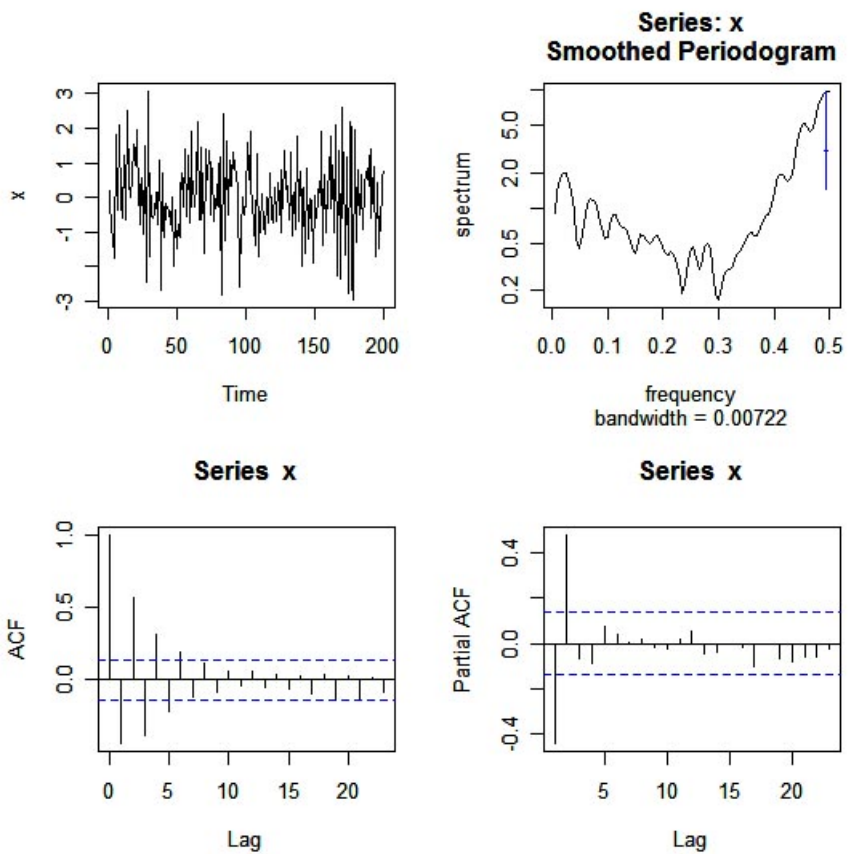 x
3
2
1
0
-1
-3
0 50 100 150 200
Time
Series: x
Smoothed Periodogram
spectrum
5.0
2.0
0.5
0.2
0.0 0.1 0.2 0.3 0.4 0.5
frequency
bandwidth = 0.00722
Series x
ACF
1.0
0.5
0.0
0 5 10 15 20
Lag
Series x
Partial ACF
0.4
0.0
-0.4
5 10 15 20
Lag